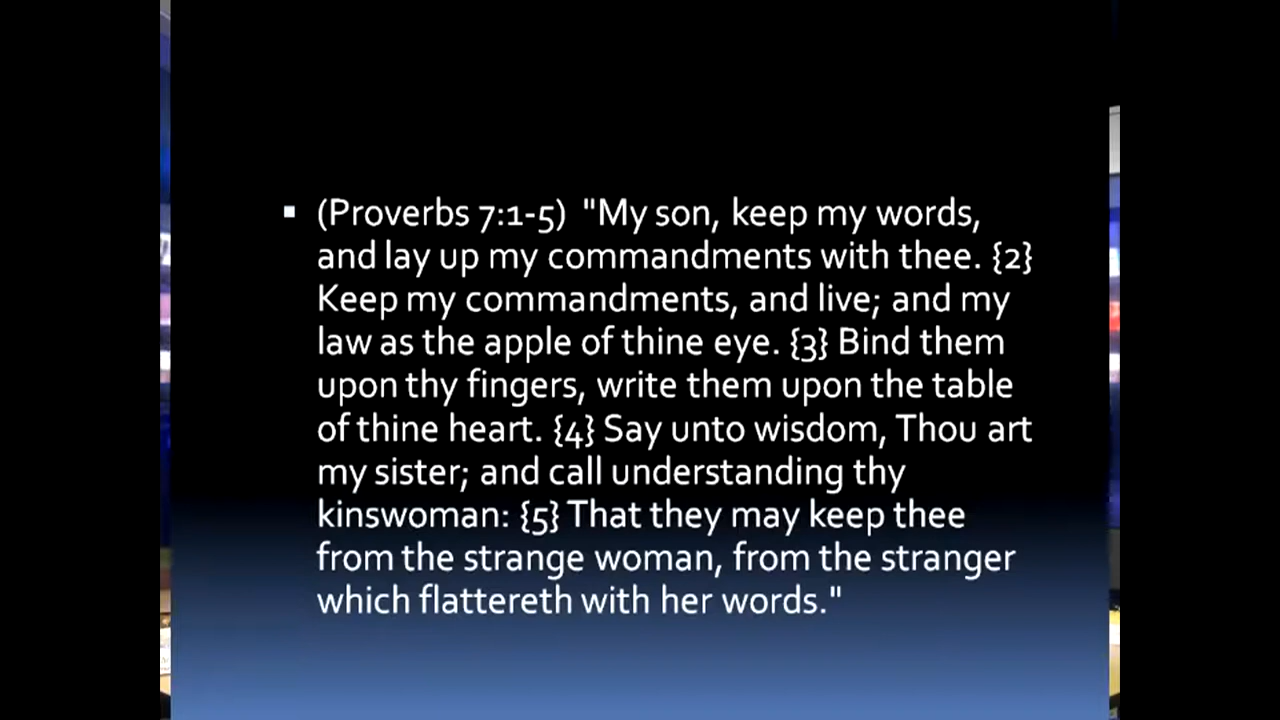 ▪ (Proverbs 7:1-5) "My son, keep my words,
and lay up my commandments with thee. {2}
Keep my commandments, and live; and my
law as the apple of thine eye. {3} Bind them
upon thy fingers, write them upon the table
of thine heart. {4} Say unto wisdom, Thou art
my sister; and call understanding thy
kinswoman: {5} That they may keep thee
from the strange woman, from the stranger
which flattereth with her words."